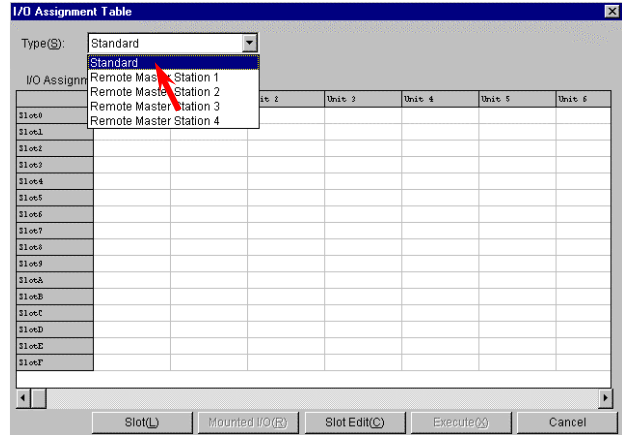 I/O Assignment Table
Type(S): Standard
Standard
Remote Master Station 1
Remote Master Station 2
Remote Master Station 3
Remote Master Station 4
I/O Assignm
it 2 Unit 3 Unit 4 Unit 5 Unit 6
Slot0
Slot1
Slot2
Slot3
Slot4
Slot5
Slot6
Slot7
Slot8
Slot9
SlotA
SlotB
SlotC
SlotD
SlotE
SlotF
Slot(L) Mounted I/O(R) Slot Edit(C) Execute(X) Cancel